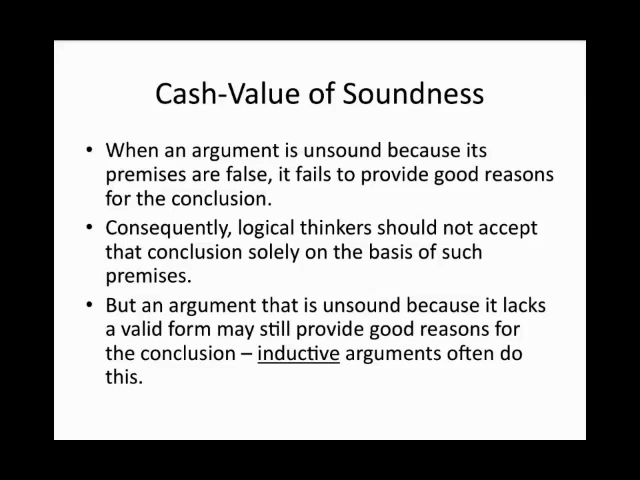 Cash-Value of Soundness
• When an argument is unsound because its
premises are false, it fails to provide good reasons
for the conclusion.
• Consequently, logical thinkers should not accept
that conclusion solely on the basis of such
premises.
• But an argument that is unsound because it lacks
a valid form may still provide good reasons for
the conclusion – inductive arguments often do
this.